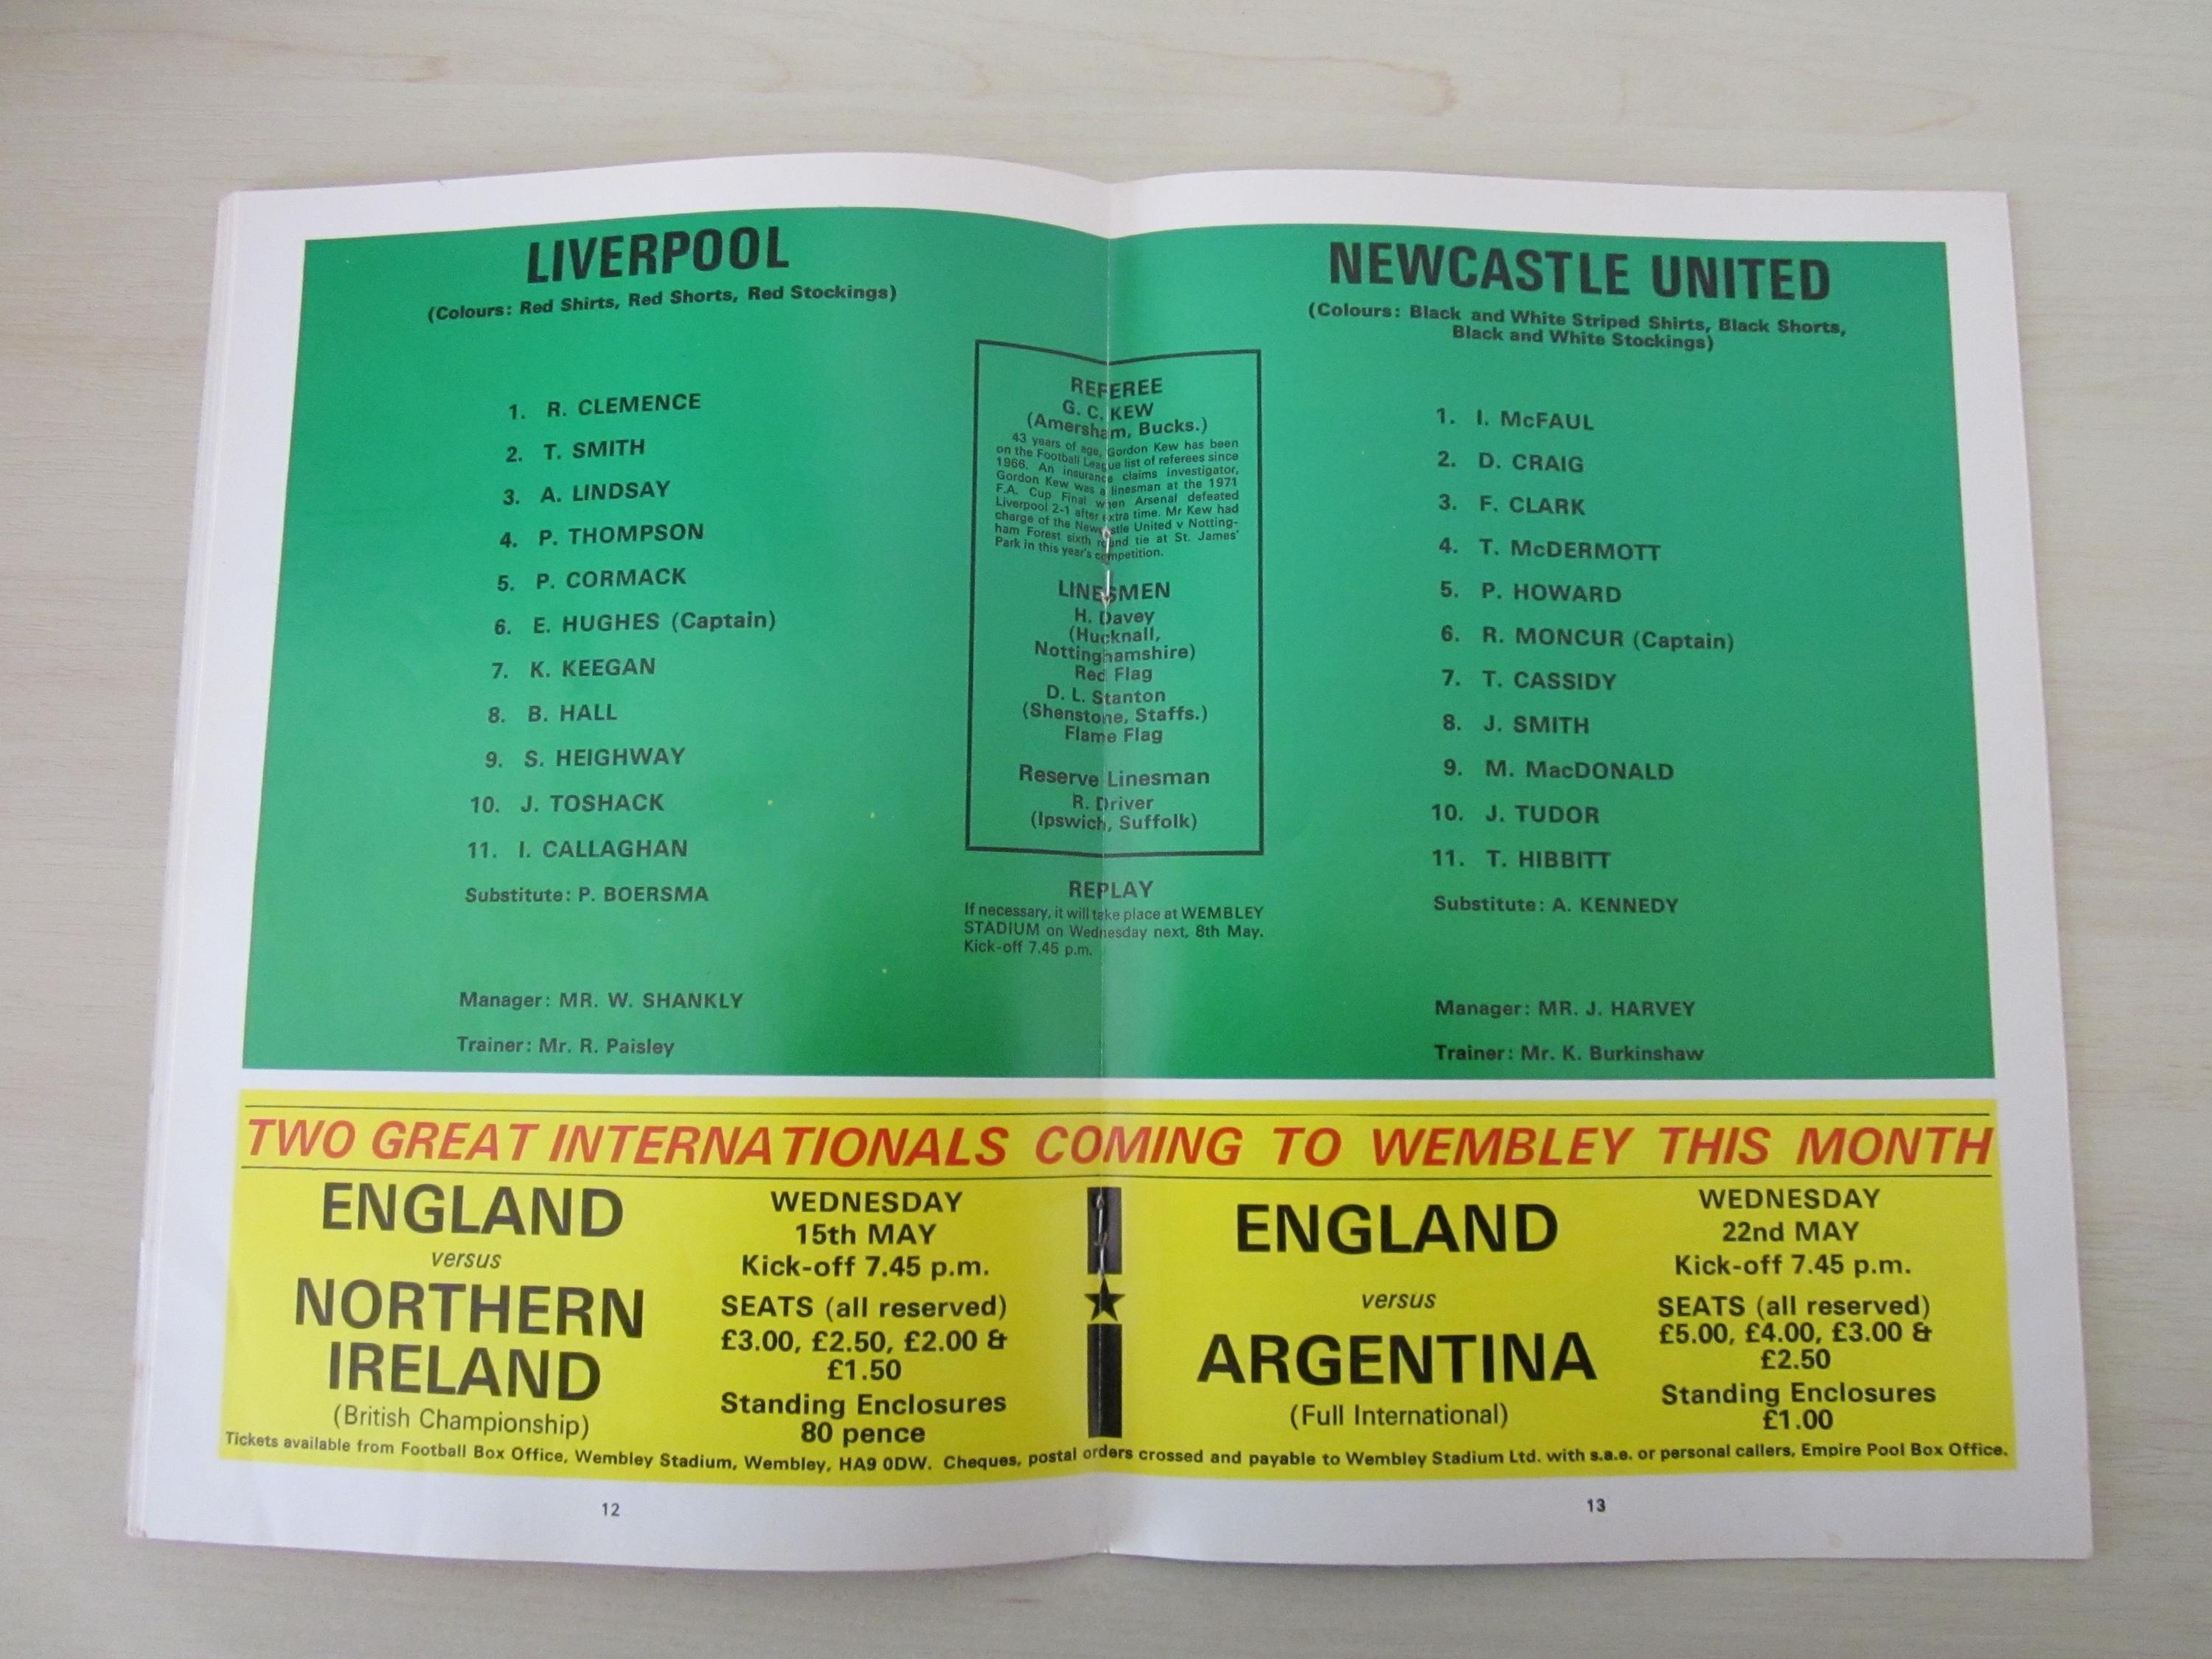 LIVERPOOL
(Colours: Red Shirts, Red Shorts, Red Stockings)
1. R. CLEMENCE
2. T. SMITH
3. A. LINDSAY
4. P. THOMPSON
5. P. CORMACK
6. E. HUGHES (Captain)
7. K. KEEGAN
8. B. HALL
9. S. HEIGHWAY
10. J. TOSHACK
11. I. CALLAGHAN
Substitute: P. BOERSMA
Manager: MR. W. SHANKLY
Trainer: Mr. R. Paisley
REFEREE
G. C. KEW
(Amersham, Bucks.)
43 years of age, Gordon Kew has been
on the Football League list of referees since
1966. An insurance claims investigator,
Gordon Kew was a linesman at the 1971
F.A. Cup Final when Arsenal defeated
Liverpool 2-1 after extra time. Mr Kew had
charge of the Newcastle United v Notting-
ham Forest sixth round tie at St. James'
Park in this year's competition.
LINESMEN
H. Davey
(Hucknall,
Nottinghamshire)
Red Flag
D. L. Stanton
(Shenstone, Staffs.)
Flame Flag
Reserve Linesman
R. Driver
(Ipswich, Suffolk)
REPLAY
If necessary, it will take place at WEMBLEY
STADIUM on Wednesday next, 8th May.
Kick-off 7.45 p.m.
NEWCASTLE UNITED
(Colours: Black and White Striped Shirts, Black Shorts,
Black and White Stockings)
1. I. McFAUL
2. D. CRAIG
3. F. CLARK
4. T. McDERMOTT
5. P. HOWARD
6. R. MONCUR (Captain)
7. T. CASSIDY
8. J. SMITH
9. M. MacDONALD
10. J. TUDOR
11. T. HIBBITT
Substitute: A. KENNEDY
Manager: MR. J. HARVEY
Trainer: Mr. K. Burkinshaw
TWO GREAT INTERNATIONALS COMING TO WEMBLEY THIS MONTH
ENGLAND
versus
NORTHERN
IRELAND
(British Championship)
WEDNESDAY
15th MAY
Kick-off 7.45 p.m.
SEATS (all reserved)
£3.00, £2.50, £2.00 &
£1.50
Standing Enclosures
80 pence
ENGLAND
versus
ARGENTINA
(Full International)
WEDNESDAY
22nd MAY
Kick-off 7.45 p.m.
SEATS (all reserved)
£5.00, £4.00, £3.00 &
£2.50
Standing Enclosures
£1.00
Tickets available from Football Box Office, Wembley Stadium, Wembley, HA9 0DW. Cheques, postal orders crossed and payable to Wembley Stadium Ltd. with s.a.e. or personal callers, Empire Pool Box Office.
12
13